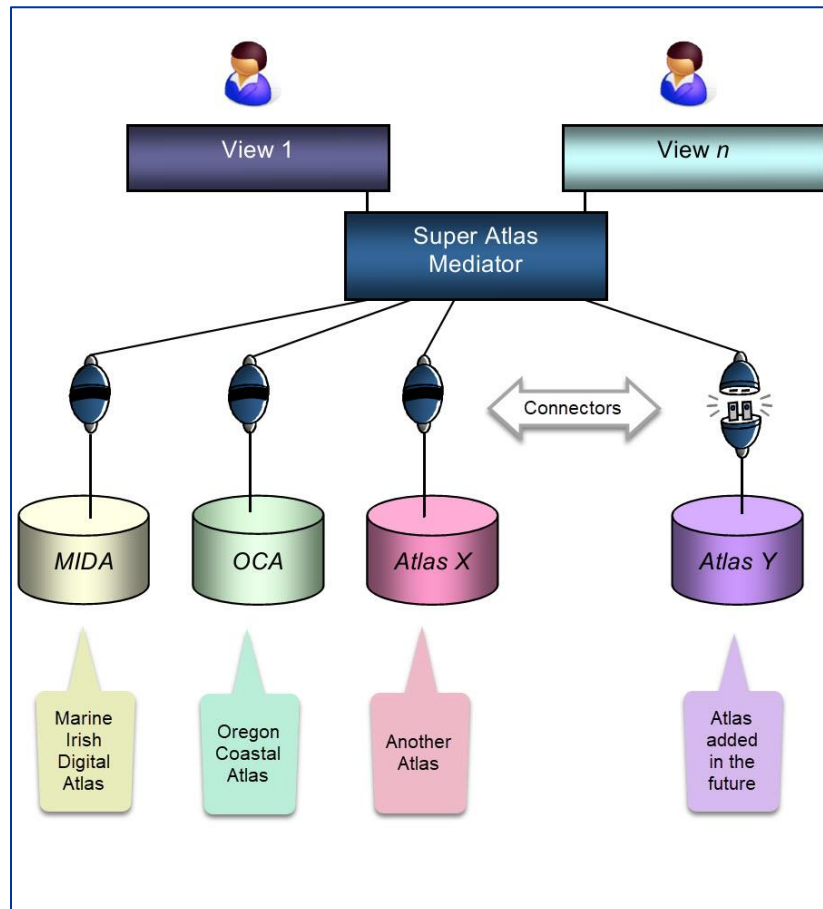 View 1
View n
Super Atlas
Mediator
Connectors
MIDA
OCA
Atlas X
Atlas Y
Marine
Irish
Digital
Atlas
Oregon
Coastal
Atlas
Another
Atlas
Atlas
added
in the
future